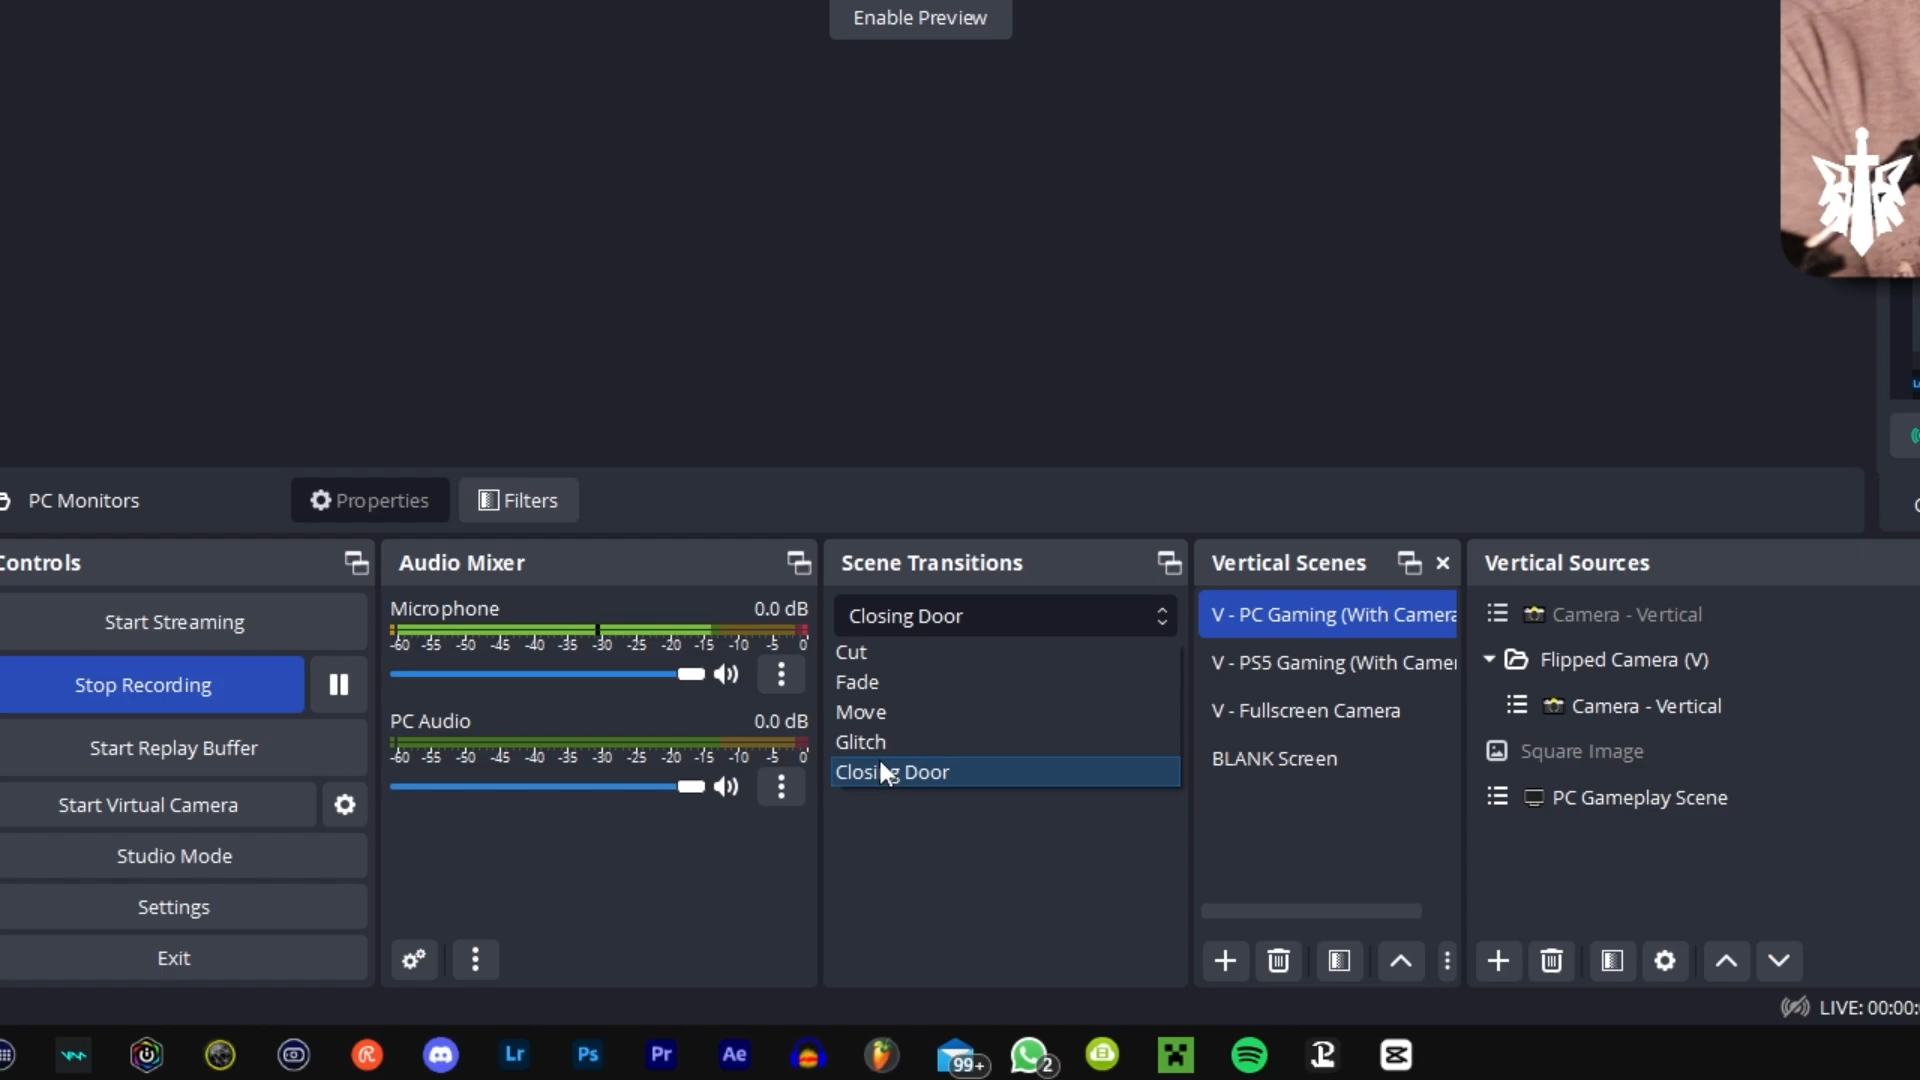 Enable Preview
PC Monitors
Properties
Filters
Controls
Start Streaming
Stop Recording
Start Replay Buffer
Start Virtual Camera
Studio Mode
Settings
Exit
Audio Mixer
Microphone 0.0 dB
-60 -55 -50 -45 -40 -35 -30 -25 -20 -15 -10 -5 0
PC Audio 0.0 dB
-60 -55 -50 -45 -40 -35 -30 -25 -20 -15 -10 -5 0
Scene Transitions
Closing Door
Cut
Fade
Move
Glitch
Closing Door
Vertical Scenes
V - PC Gaming (With Camera
V - PS5 Gaming (With Camer
V - Fullscreen Camera
BLANK Screen
Vertical Sources
Camera - Vertical
Flipped Camera (V)
Camera - Vertical
Square Image
PC Gameplay Scene
LIVE: 00:00:
Lr
Ps
Pr
Ae
99+
2